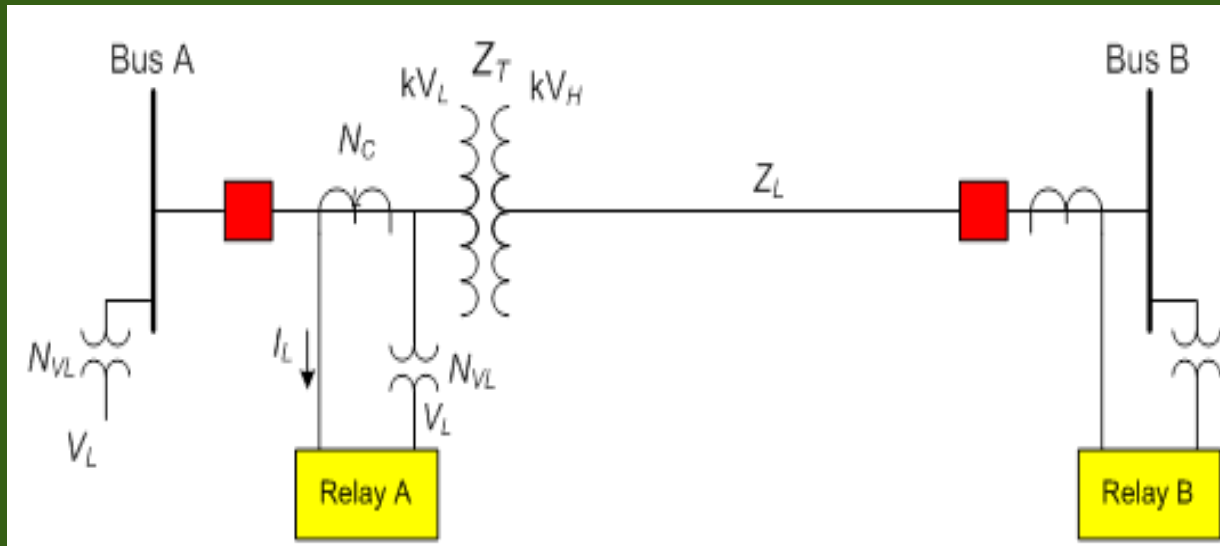 Bus A
kV_L
Z_T
kV_H
Bus B
N_C
Z_L
I_L
N_VL
N_VL
V_L
V_L
Relay A
Relay B